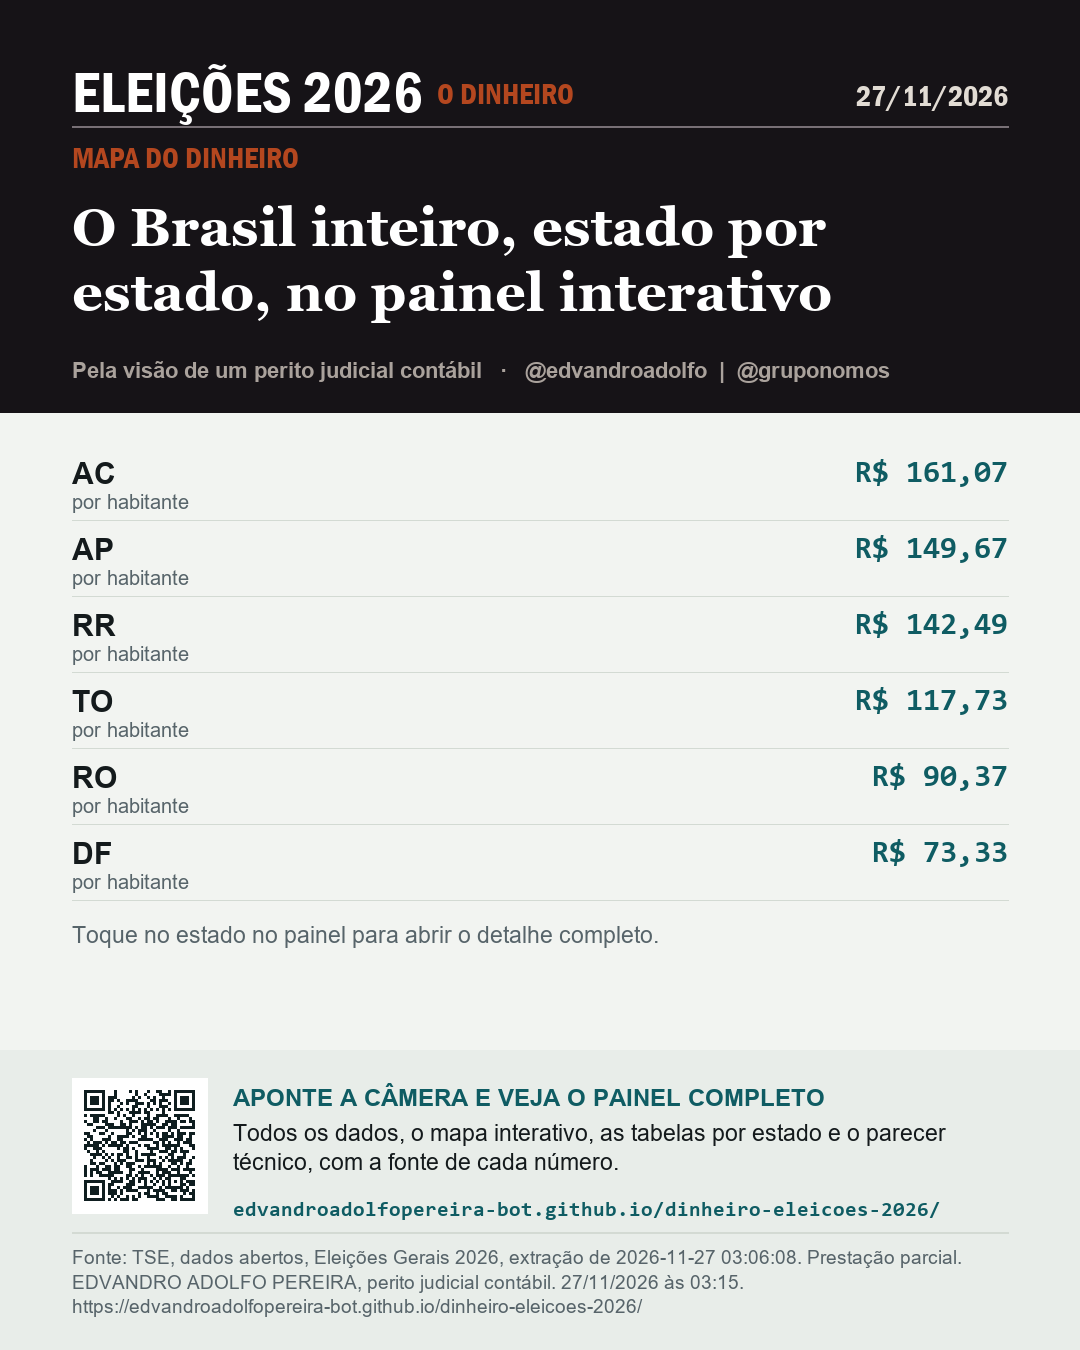 ELEIÇÕES 2026 O DINHEIRO 27/11/2026
MAPA DO DINHEIRO
O Brasil inteiro, estado por
estado, no painel interativo
Pela visão de um perito judicial contábil · @edvandroadolfo | @gruponomos
AC R$ 161,07
por habitante
AP R$ 149,67
por habitante
RR R$ 142,49
por habitante
TO R$ 117,73
por habitante
RO R$ 90,37
por habitante
DF R$ 73,33
por habitante
Toque no estado no painel para abrir o detalhe completo.
APONTE A CÂMERA E VEJA O PAINEL COMPLETO
Todos os dados, o mapa interativo, as tabelas por estado e o parecer
técnico, com a fonte de cada número.
edvandroadolfopereira-bot.github.io/dinheiro-eleicoes-2026/
Fonte: TSE, dados abertos, Eleições Gerais 2026, extração de 2026-11-27 03:06:08. Prestação parcial.
EDVANDRO ADOLFO PEREIRA, perito judicial contábil. 27/11/2026 às 03:15.
https://edvandroadolfopereira-bot.github.io/dinheiro-eleicoes-2026/